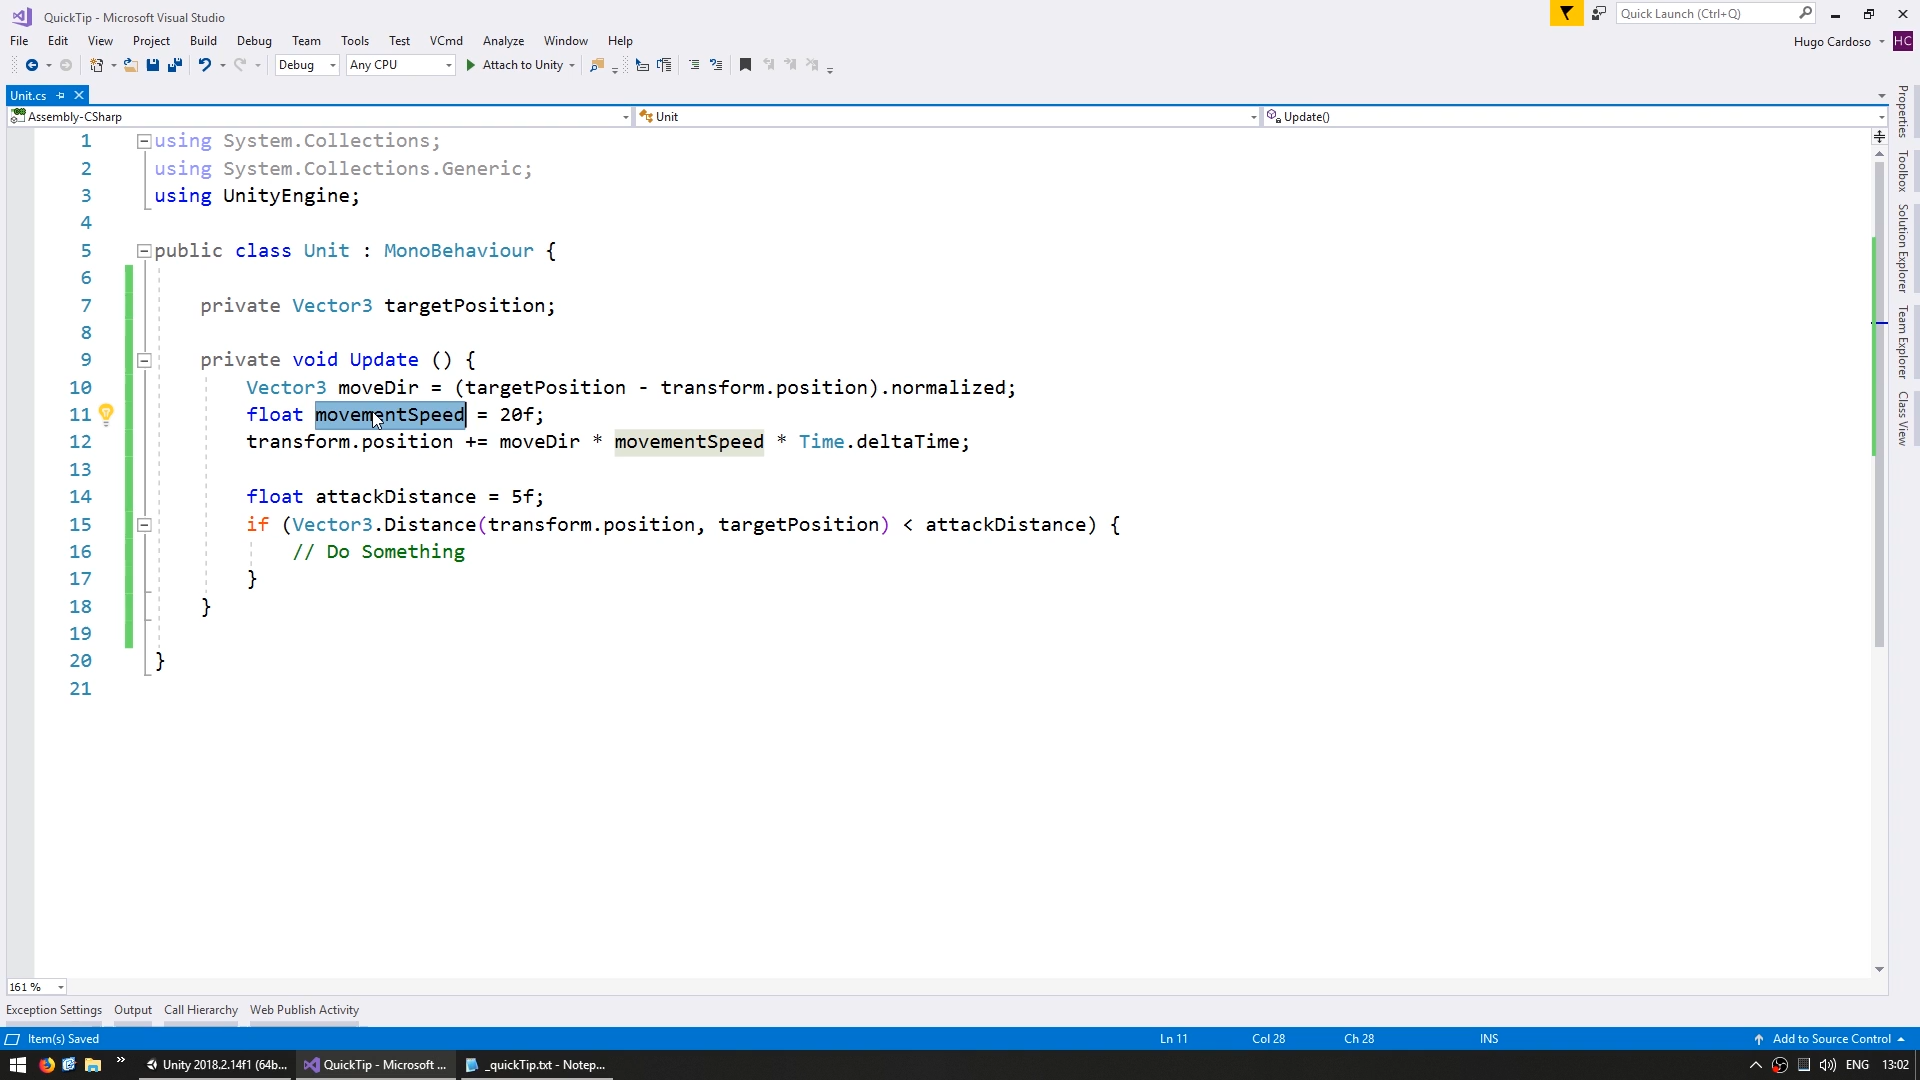 QuickTip - Microsoft Visual Studio
Quick Launch (Ctrl+Q)
File Edit View Project Build Debug Team Tools Test VCmd Analyze Window Help
Hugo Cardoso HC
Debug Any CPU Attach to Unity
Unit.cs
Assembly-CSharp Unit Update()
1 using System.Collections;
2 using System.Collections.Generic;
3 using UnityEngine;
4
5 public class Unit : MonoBehaviour {
6
7 private Vector3 targetPosition;
8
9 private void Update () {
10 Vector3 moveDir = (targetPosition - transform.position).normalized;
11 float movementSpeed = 20f;
12 transform.position += moveDir * movementSpeed * Time.deltaTime;
13
14 float attackDistance = 5f;
15 if (Vector3.Distance(transform.position, targetPosition) < attackDistance) {
16 // Do Something
17 }
18 }
19
20 }
21
Properties
Toolbox
Solution Explorer
Team Explorer
Class View
161 %
Exception Settings Output Call Hierarchy Web Publish Activity
Item(s) Saved Ln 11 Col 28 Ch 28 INS Add to Source Control
» Unity 2018.2.14f1 (64b... QuickTip - Microsoft ... _quickTip.txt - Notep... ENG 13:02